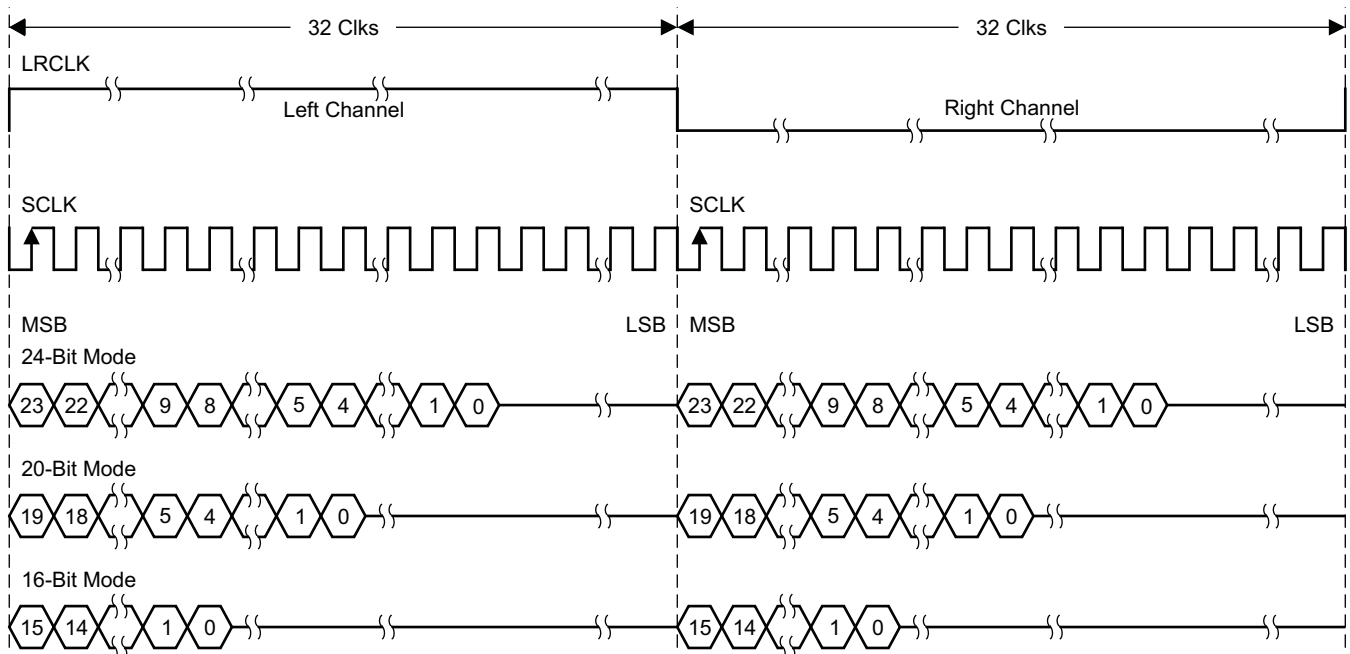 32 Clks 32 Clks
LRCLK
Left Channel Right Channel
SCLK SCLK
MSB LSB MSB LSB
24-Bit Mode
23 22 9 8 5 4 1 0 23 22 9 8 5 4 1 0
20-Bit Mode
19 18 5 4 1 0 19 18 5 4 1 0
16-Bit Mode
15 14 1 0 15 14 1 0